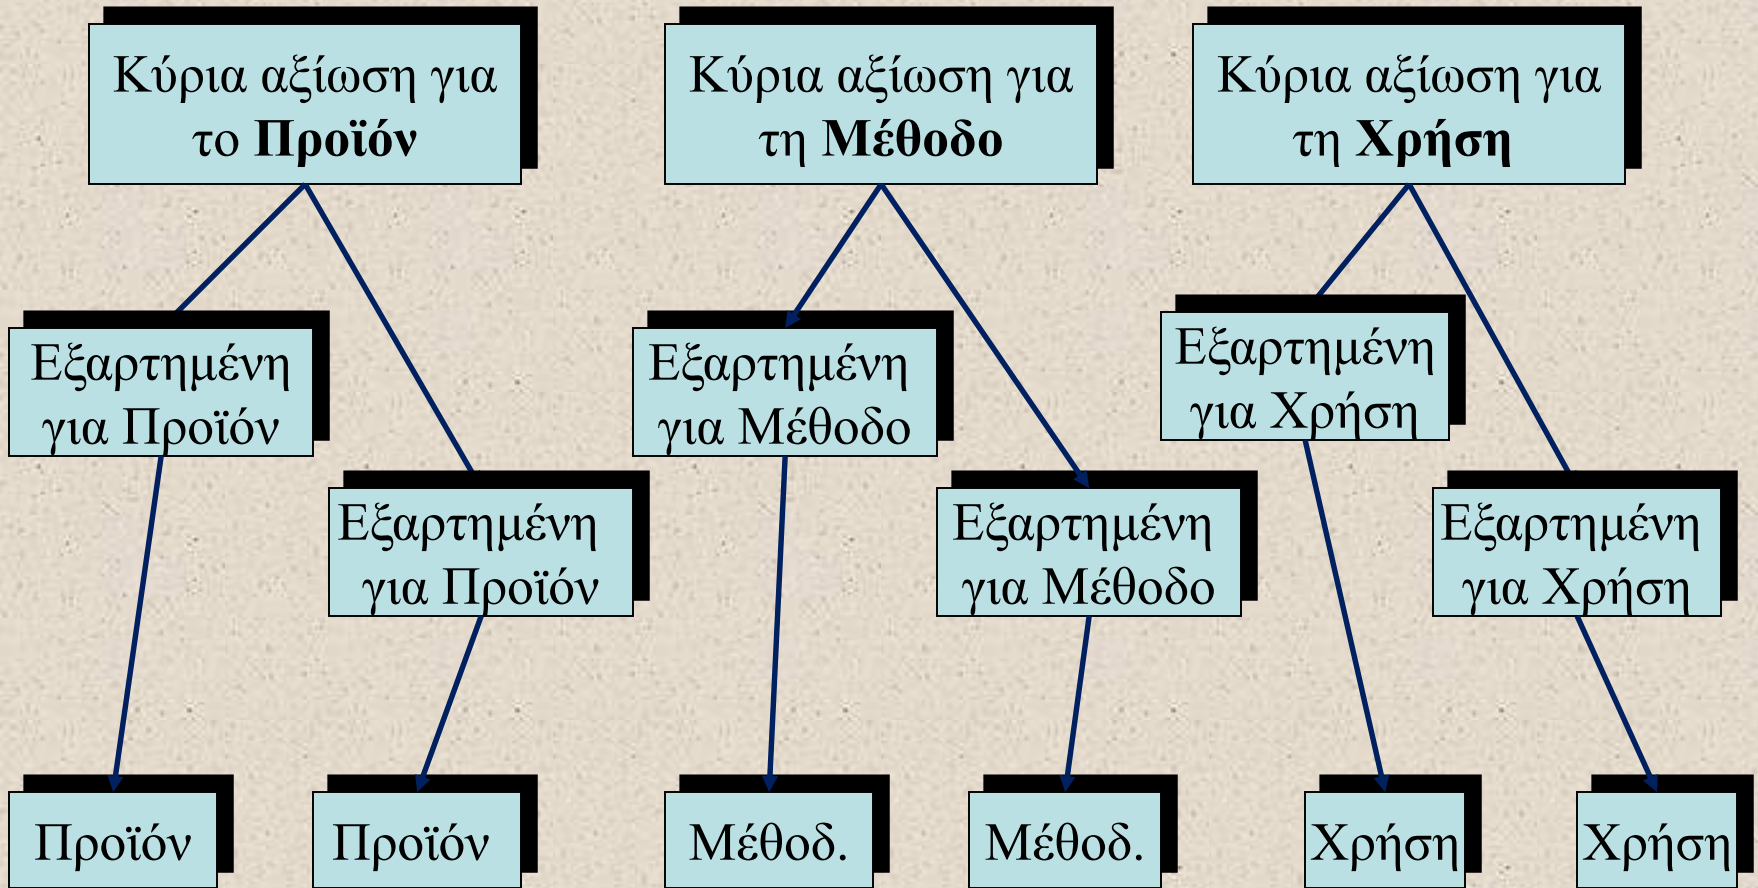 Κύρια αξίωση για
το Προϊόν
Κύρια αξίωση για
τη Μέθοδο
Κύρια αξίωση για
τη Χρήση
Εξαρτημένη
για Προϊόν
Εξαρτημένη
για Προϊόν
Εξαρτημένη
για Μέθοδο
Εξαρτημένη
για Μέθοδο
Εξαρτημένη
για Χρήση
Εξαρτημένη
για Χρήση
Προϊόν
Προϊόν
Μέθοδ.
Μέθοδ.
Χρήση
Χρήση